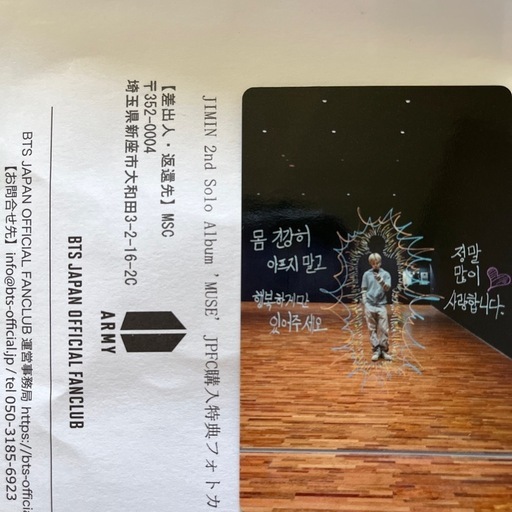 JIMIN 2nd Solo Album 'MUSE' JPFC購入特典フォトカ
【差出人・返還先】MSC
〒352-0004
埼玉県新座市大和田3-2-16-2C
ARMY
BTS JAPAN OFFICIAL FANCLUB
BTS JAPAN OFFICIAL FANCLUB 運営事務局 https://bts-officia
【お問合せ先】info@bts-official.jp / tel 050-3185-6923
몸 건강히
아프지 말고
행복하게만
있어주세요
정말
많이
사랑합니다.